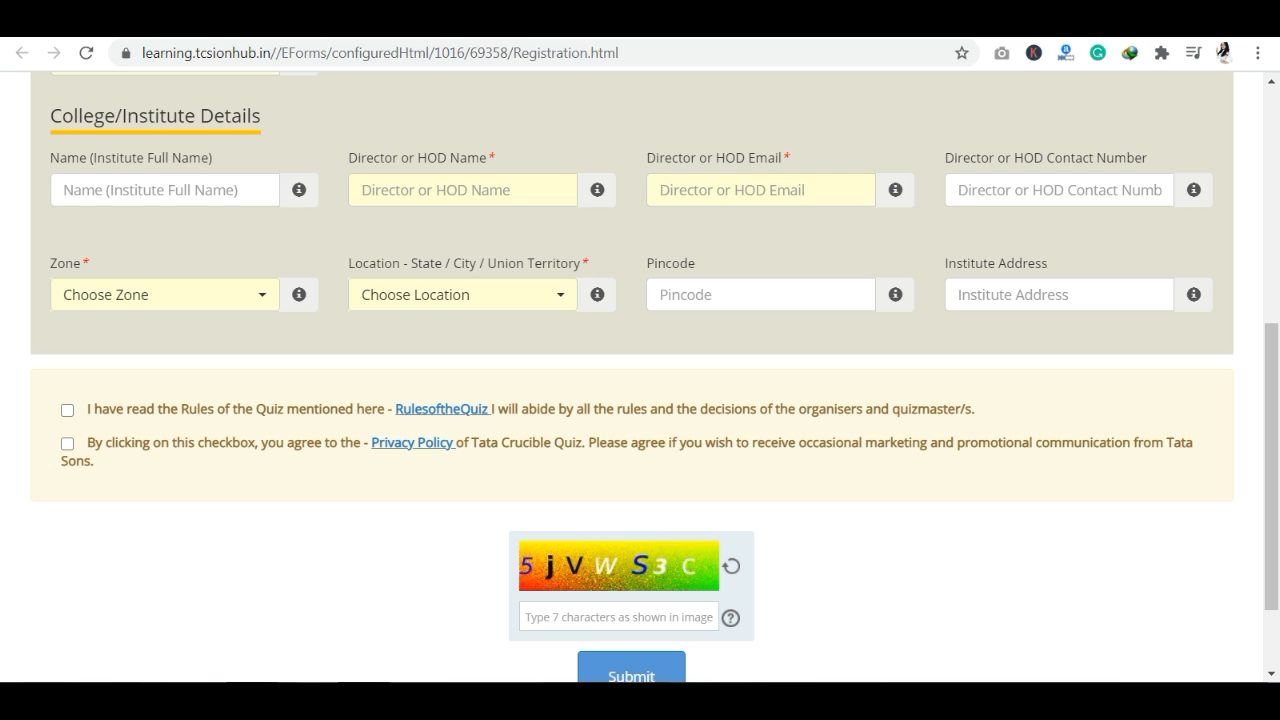 learning.tcsionhub.in//EForms/configuredHtml/1016/69358/Registration.html
College/Institute Details
Name (Institute Full Name) Director or HOD Name* Director or HOD Email* Director or HOD Contact Number
Name (Institute Full Name) Director or HOD Name Director or HOD Email Director or HOD Contact Numb
Zone* Location - State / City / Union Territory* Pincode Institute Address
Choose Zone Choose Location Pincode Institute Address
I have read the Rules of the Quiz mentioned here - RulesoftheQuiz I will abide by all the rules and the decisions of the organisers and quizmaster/s.
By clicking on this checkbox, you agree to the - Privacy Policy of Tata Crucible Quiz. Please agree if you wish to receive occasional marketing and promotional communication from Tata
Sons.
5 j V W S 3 C
Type 7 characters as shown in image
Submit